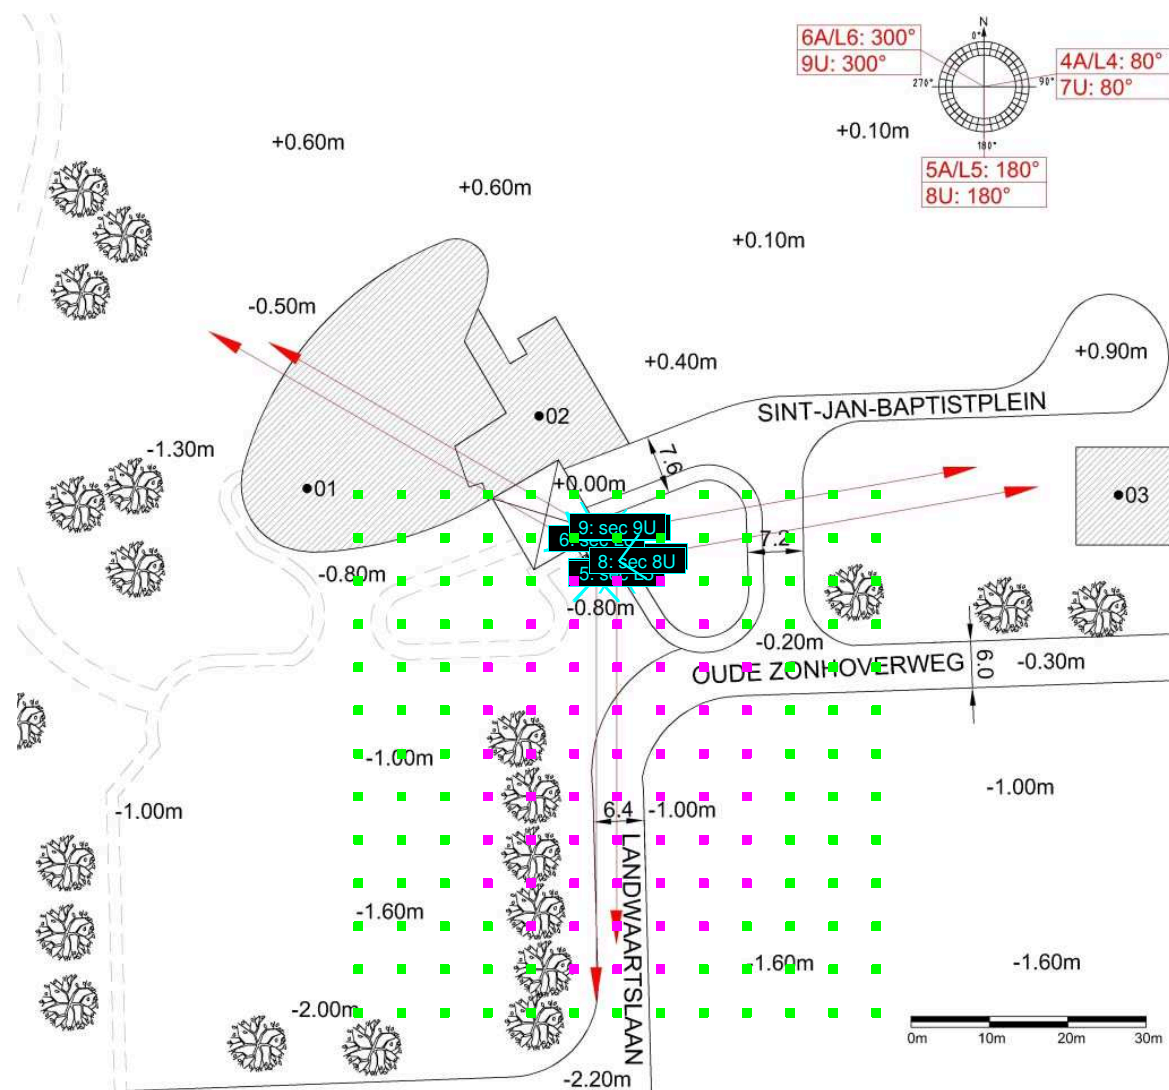 6A/L6: 300°
9U: 300°
N
0°
4A/L4: 80°
7U: 80°
270°
90°
180°
5A/L5: 180°
8U: 180°
+0.10m
+0.60m
+0.60m
+0.10m
-0.50m
+0.40m
+0.90m
SINT-JAN-BAPTISTPLEIN
02
-1.30m
7.6
01
+0.00m
03
9: sec 9U
7.2
8: sec 8U
-0.80m
-0.80m
-0.20m
OUDE ZONHOVERWEG
6.0
-0.30m
-1.00m
-1.00m
6.4
-1.00m
-1.00m
LANDWAARTSLAAN
-1.60m
-1.60m
-1.60m
-2.00m
0m
10m
20m
30m
-2.20m